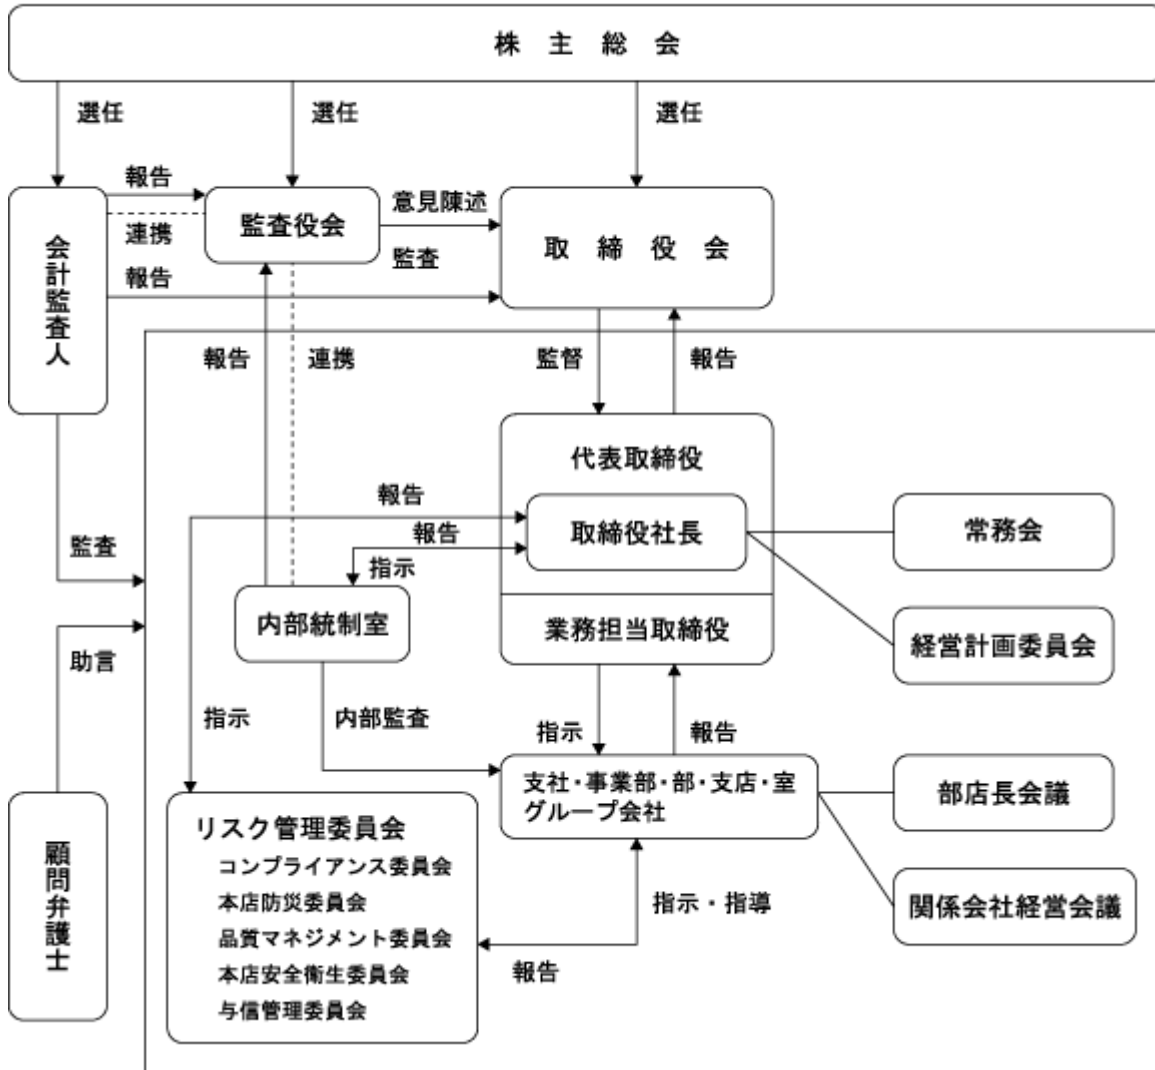 株主総会
選任
選任
選任
報告
監査役会
意見陳述
取締役会
会計監査人
連携
監査
報告
報告
連携
監督
報告
代表取締役
報告
取締役社長
常務会
報告
監査
指示
内部統制室
業務担当取締役
経営計画委員会
助言
指示
内部監査
指示
報告
支社・事業部・部・支店・室
グループ会社
部店長会議
顧問弁護士
リスク管理委員会
コンプライアンス委員会
本店防災委員会
品質マネジメント委員会
本店安全衛生委員会
与信管理委員会
指示・指導
関係会社経営会議
報告